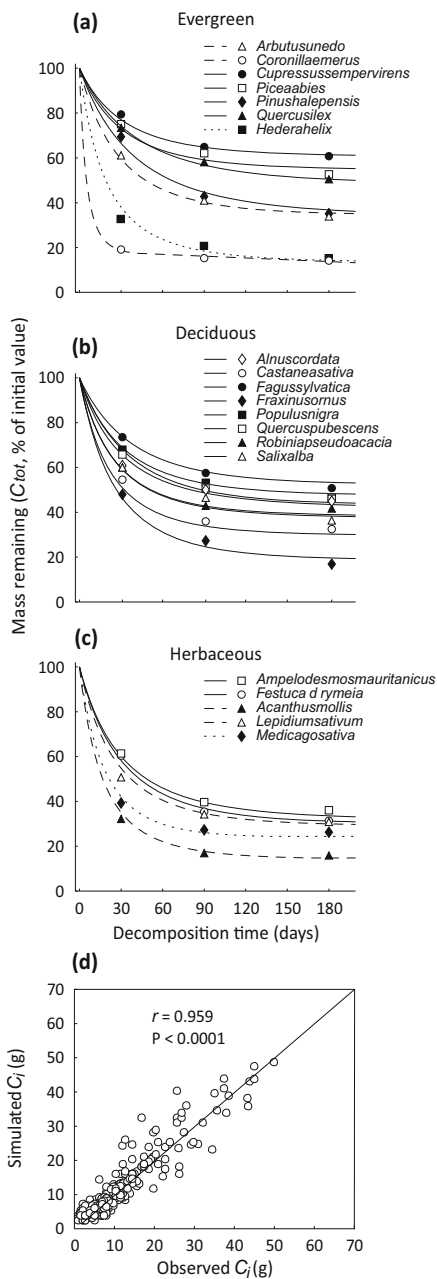 (a)
Evergreen
Arbutusunedo
Coronillaemerus
Cupressussempervirens
Piceaabies
Pinushalepensis
Quercusilex
Hederahelix
100
80
60
40
20
0
Mass remaining (Ctot, % of initial value)
(b)
Deciduous
Alnuscordata
Castaneasativa
Fagussylvatica
Fraxinusornus
Populusnigra
Quercuspubescens
Robiniapseudoacacia
Salixalba
100
80
60
40
20
0
(c)
Herbaceous
Ampelodesmosmauritanicus
Festuca d rymeia
Acanthusmollis
Lepidiumsativum
Medicagosativa
100
80
60
40
20
0
0 30 60 90 120 150 180
Decomposition time (days)
(d)
r = 0.959
P < 0.0001
Simulated Ci (g)
70
60
50
40
30
20
10
0
0 10 20 30 40 50 60 70
Observed Ci (g)